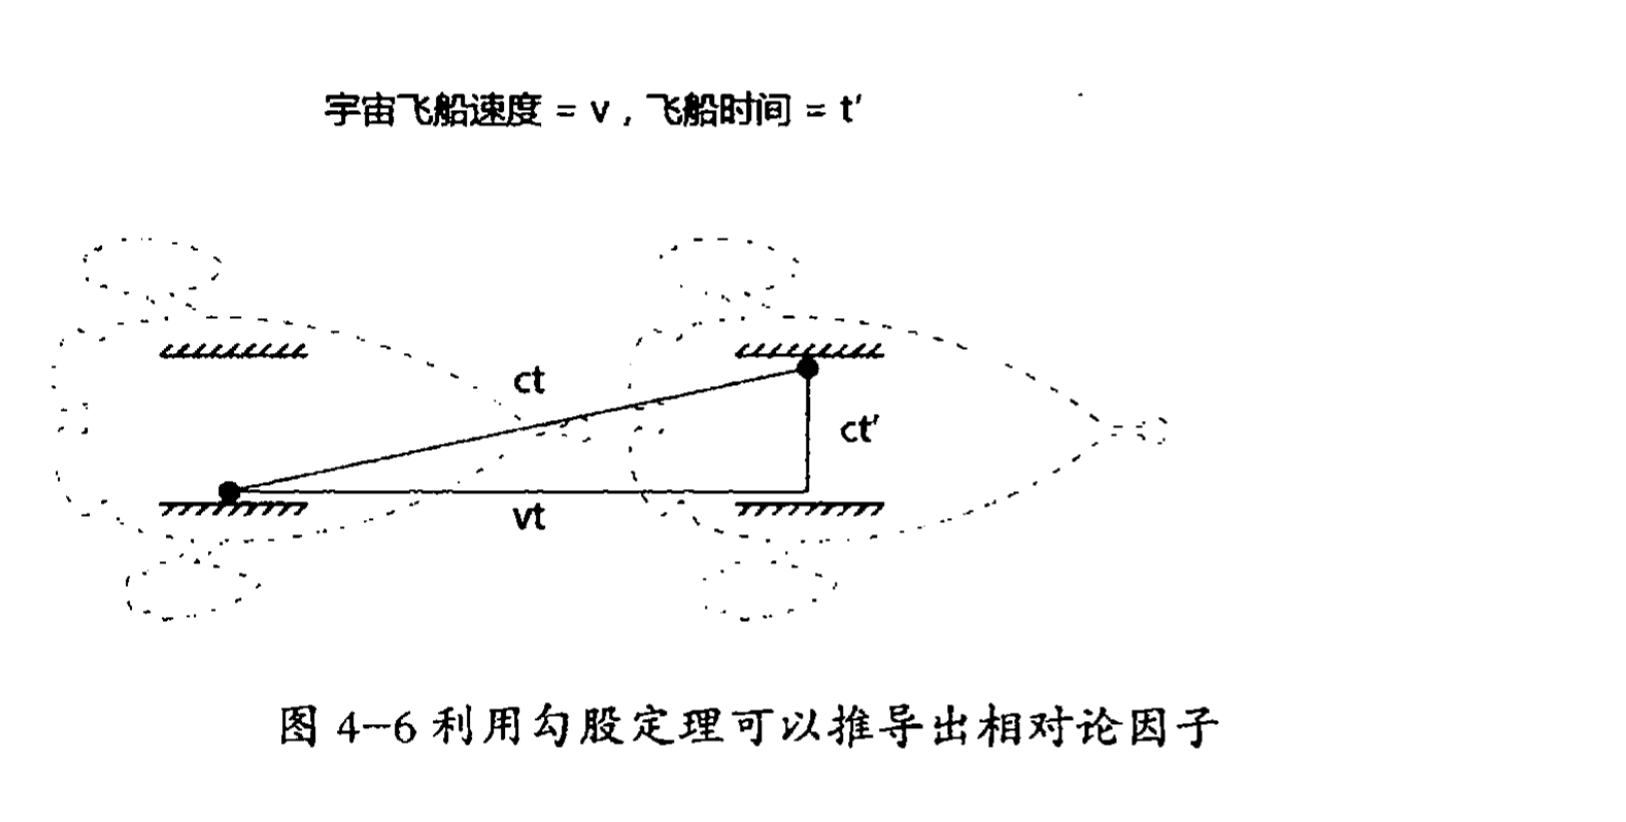 宇宙飞船速度 = v，飞船时间 = t′
ct
ct′
vt
图 4-6 利用勾股定理可以推导出相对论因子